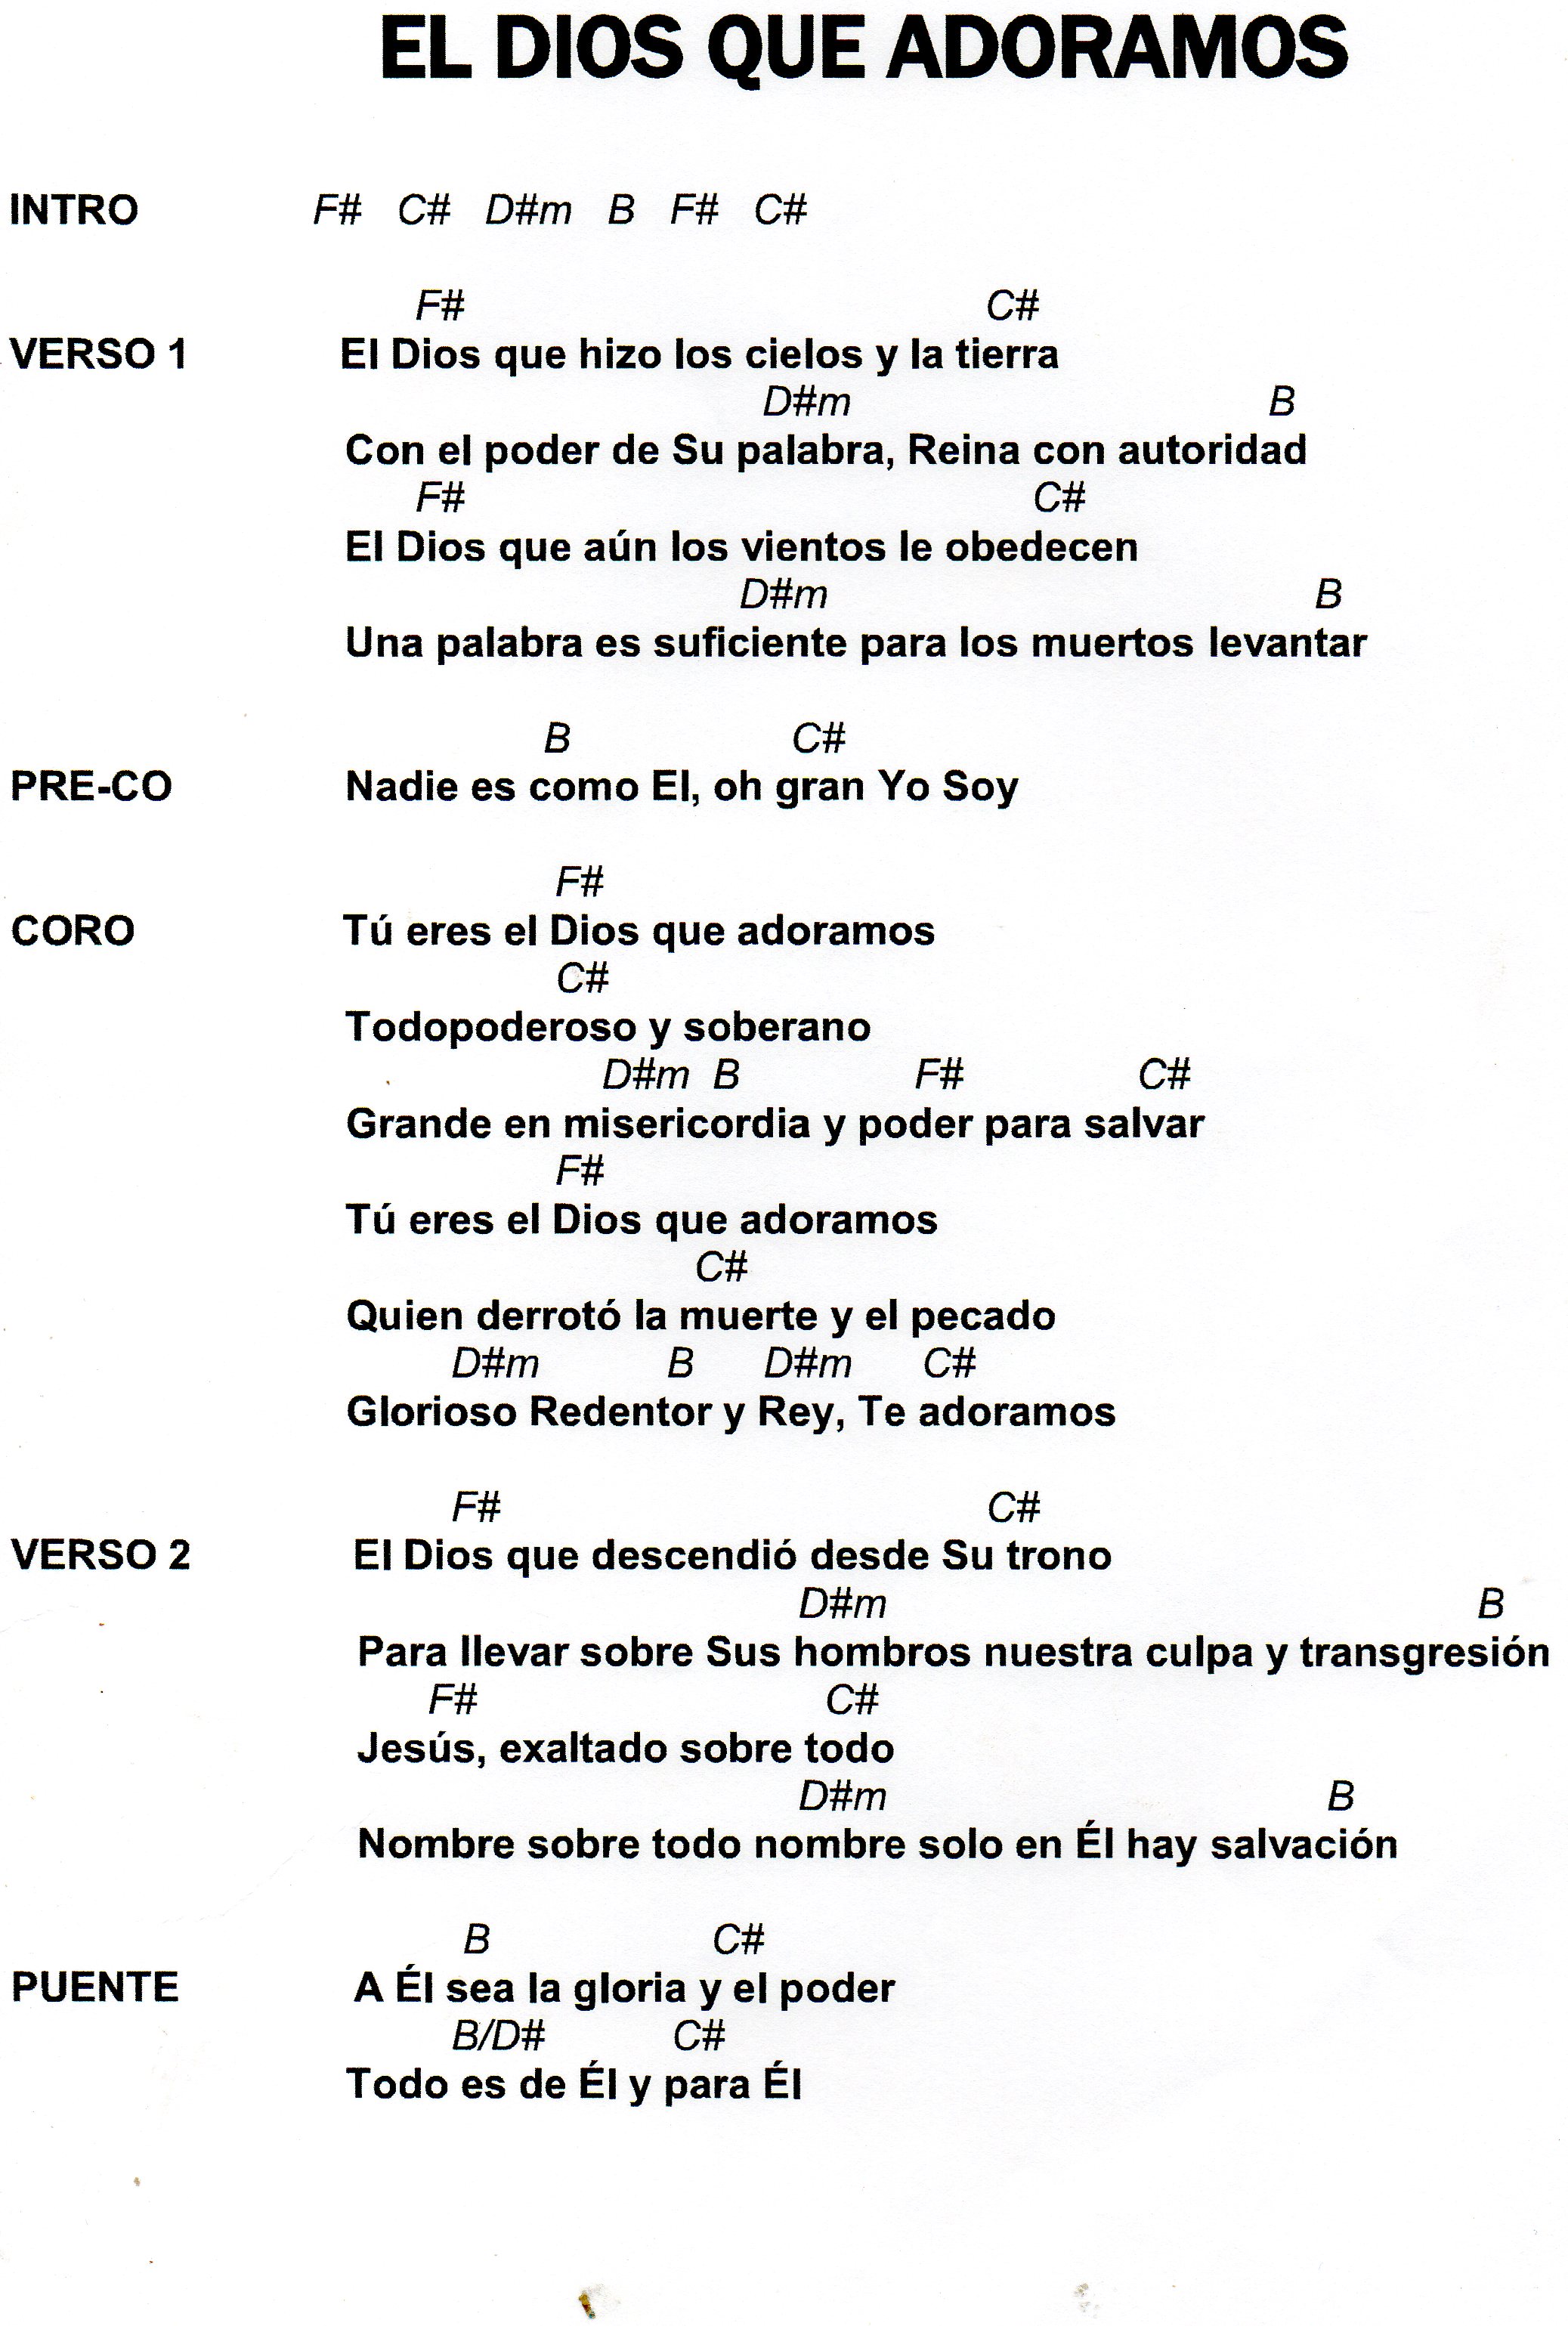 EL DIOS QUE ADORAMOS
INTRO F# C# D#m B F# C#
F# C#
VERSO 1 El Dios que hizo los cielos y la tierra
D#m B
Con el poder de Su palabra, Reina con autoridad
F# C#
El Dios que aún los vientos le obedecen
D#m B
Una palabra es suficiente para los muertos levantar
B C#
PRE-CO Nadie es como El, oh gran Yo Soy
F#
CORO Tú eres el Dios que adoramos
C#
Todopoderoso y soberano
D#m B F# C#
Grande en misericordia y poder para salvar
F#
Tú eres el Dios que adoramos
C#
Quien derrotó la muerte y el pecado
D#m B D#m C#
Glorioso Redentor y Rey, Te adoramos
F# C#
VERSO 2 El Dios que descendió desde Su trono
D#m B
Para llevar sobre Sus hombros nuestra culpa y transgresión
F# C#
Jesús, exaltado sobre todo
D#m B
Nombre sobre todo nombre solo en Él hay salvación
B C#
PUENTE A Él sea la gloria y el poder
B/D# C#
Todo es de Él y para Él